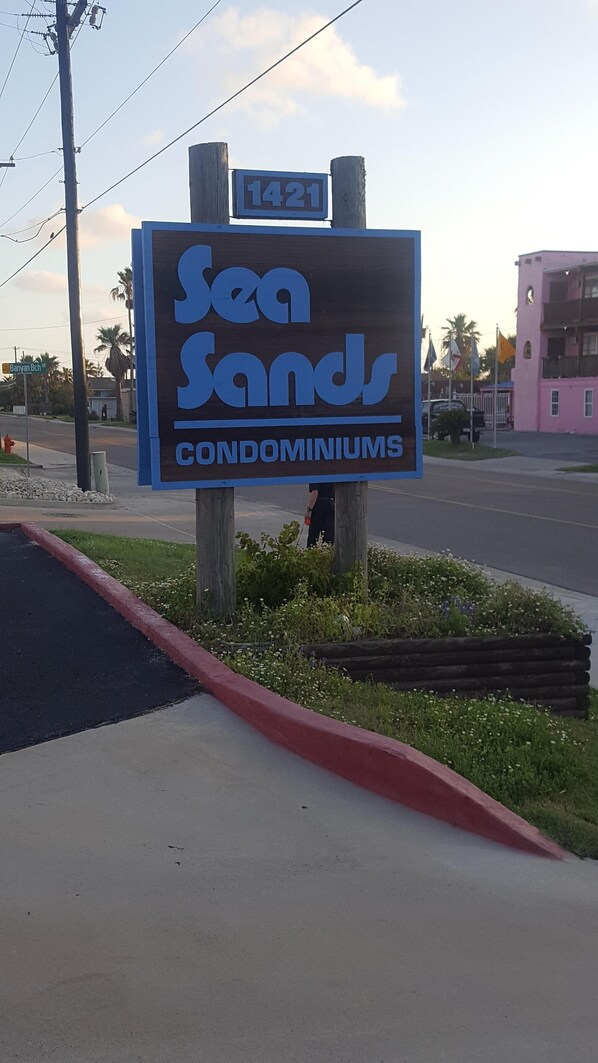 1421
Sea
Sands
CONDOMINIUMS
Banyan Bch